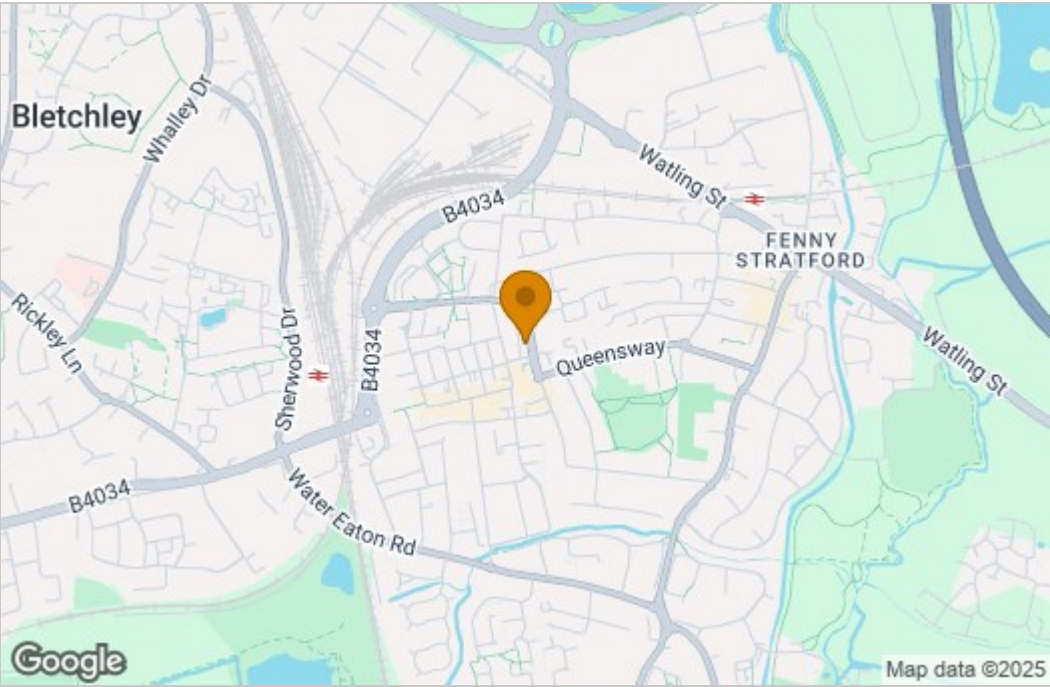 Bletchley
Whalley Dr
Watling St
B4034
FENNY
STRATFORD
Rickley Ln
Sherwood Dr
B4034
Queensway
Watling St
B4034
Water Eaton Rd
Google
Map data ©2025